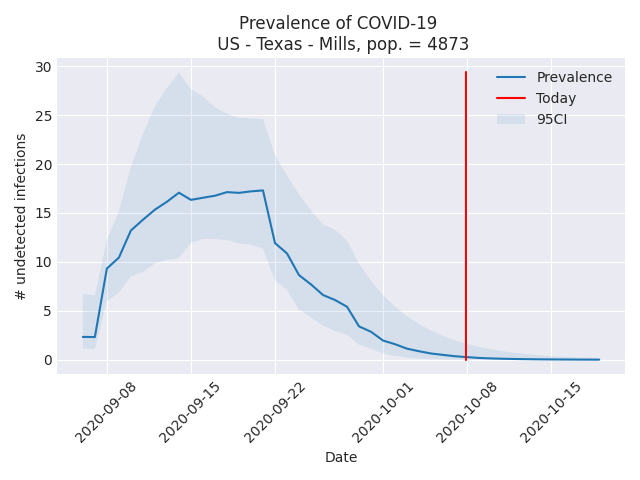 Prevalence of COVID-19
US - Texas - Mills, pop. = 4873
30
25
20
15
10
5
0
# undetected infections
Prevalence
Today
95CI
2020-09-08
2020-09-15
2020-09-22
2020-10-01
2020-10-08
2020-10-15
Date